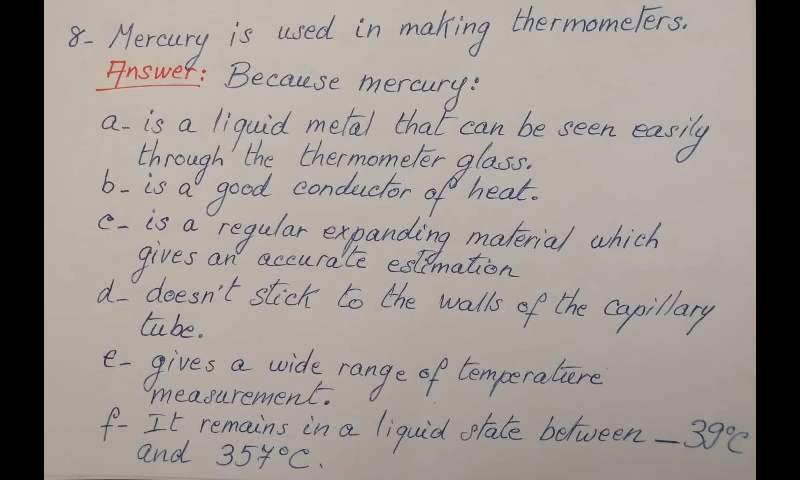 8- Mercury is used in making thermometers.
Answer: Because mercury:
a- is a liquid metal that can be seen easily
through the thermometer glass.
b- is a good conductor of heat.
c- is a regular expanding material which
gives an accurate estimation
d- doesn't stick to the walls of the capillary
tube.
e- gives a wide range of temperature
measurement.
f- It remains in a liquid state between -39°C
and 357°C.